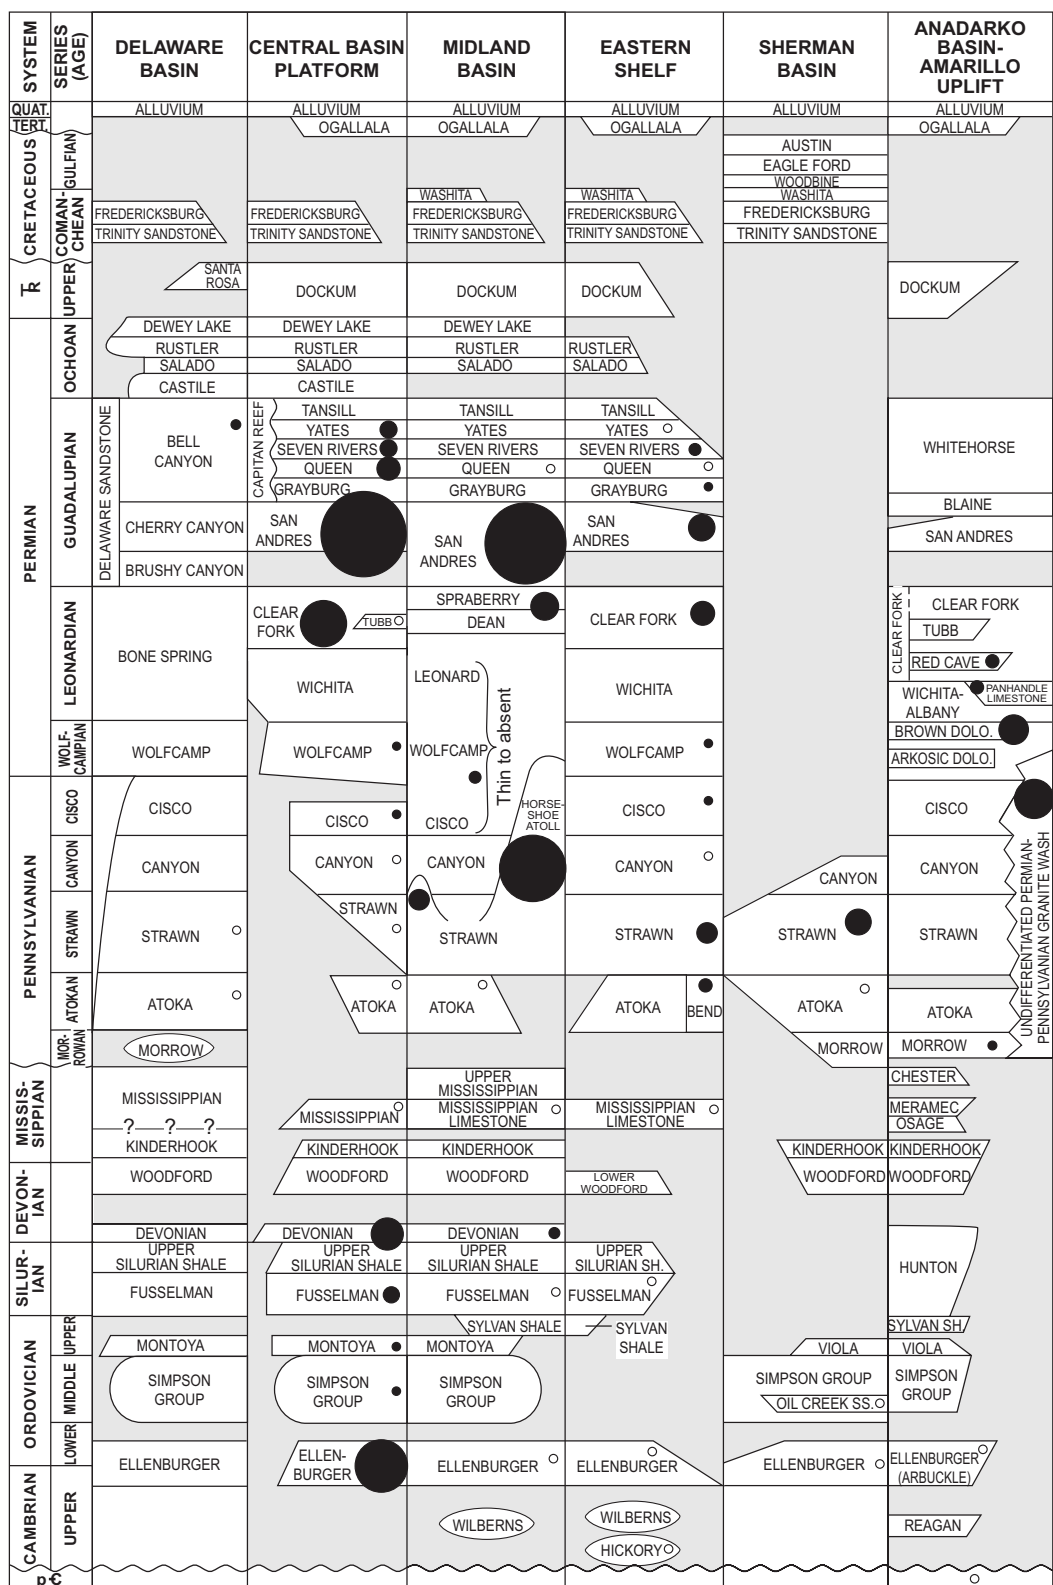 SYSTEM
SERIES
(AGE)
DELAWARE
BASIN
CENTRAL BASIN
PLATFORM
MIDLAND
BASIN
EASTERN
SHELF
SHERMAN
BASIN
ANADARKO
BASIN-
AMARILLO
UPLIFT
QUAT.
ALLUVIUM
ALLUVIUM
ALLUVIUM
ALLUVIUM
ALLUVIUM
ALLUVIUM
TERT.
OGALLALA
OGALLALA
OGALLALA
OGALLALA
CRETACEOUS
GULFIAN
AUSTIN
EAGLE FORD
WOODBINE
COMAN-
CHEAN
WASHITA
WASHITA
WASHITA
FREDERICKSBURG
FREDERICKSBURG
FREDERICKSBURG
FREDERICKSBURG
FREDERICKSBURG
TRINITY SANDSTONE
TRINITY SANDSTONE
TRINITY SANDSTONE
TRINITY SANDSTONE
TRINITY SANDSTONE
TR
UPPER
SANTA
ROSA
DOCKUM
DOCKUM
DOCKUM
DOCKUM
PERMIAN
OCHOAN
DEWEY LAKE
DEWEY LAKE
DEWEY LAKE
RUSTLER
RUSTLER
RUSTLER
RUSTLER
SALADO
SALADO
SALADO
SALADO
CASTILE
CASTILE
GUADALUPIAN
DELAWARE SANDSTONE
BELL
CANYON
CAPITAN REEF
TANSILL
TANSILL
TANSILL
YATES
YATES
YATES
SEVEN RIVERS
SEVEN RIVERS
SEVEN RIVERS
QUEEN
QUEEN
QUEEN
GRAYBURG
GRAYBURG
GRAYBURG
WHITEHORSE
BLAINE
CHERRY CANYON
SAN
ANDRES
SAN
ANDRES
SAN
ANDRES
SAN ANDRES
BRUSHY CANYON
LEONARDIAN
BONE SPRING
CLEAR
FORK
TUBB
SPRABERRY
DEAN
CLEAR FORK
CLEAR FORK
CLEAR FORK
TUBB
RED CAVE
WICHITA
LEONARD
WICHITA
WICHITA-
ALBANY
PANHANDLE
LIMESTONE
Thin to absent
WOLF-
CAMPIAN
WOLFCAMP
WOLFCAMP
WOLFCAMP
WOLFCAMP
BROWN DOLO.
ARKOSIC DOLO.
PENNSYLVANIAN
CISCO
CISCO
CISCO
CISCO
HORSE-
SHOE
ATOLL
CISCO
CISCO
UNDIFFERENTIATED PERMIAN-
PENNSYLVANIAN GRANITE WASH
CANYON
CANYON
CANYON
CANYON
CANYON
CANYON
CANYON
STRAWN
STRAWN
STRAWN
STRAWN
STRAWN
STRAWN
STRAWN
ATOKAN
ATOKA
ATOKA
ATOKA
ATOKA
BEND
ATOKA
ATOKA
MOR-
ROWAN
MORROW
MORROW
MORROW
MISSIS-
SIPPIAN
MISSISSIPPIAN
? ? ?
KINDERHOOK
MISSISSIPPIAN
KINDERHOOK
UPPER
MISSISSIPPIAN
MISSISSIPPIAN
LIMESTONE
KINDERHOOK
MISSISSIPPIAN
LIMESTONE
KINDERHOOK
CHESTER
MERAMEC
OSAGE
KINDERHOOK
DEVON-
IAN
WOODFORD
WOODFORD
WOODFORD
LOWER
WOODFORD
WOODFORD
WOODFORD
DEVONIAN
DEVONIAN
DEVONIAN
SILUR-
IAN
UPPER
SILURIAN SHALE
UPPER
SILURIAN SHALE
UPPER
SILURIAN SHALE
UPPER
SILURIAN SH.
HUNTON
FUSSELMAN
FUSSELMAN
FUSSELMAN
FUSSELMAN
ORDOVICIAN
UPPER
SYLVAN SHALE
SYLVAN
SHALE
SYLVAN SH.
MONTOYA
MONTOYA
MONTOYA
VIOLA
VIOLA
MIDDLE
SIMPSON
GROUP
SIMPSON
GROUP
SIMPSON
GROUP
SIMPSON GROUP
OIL CREEK SS.
SIMPSON
GROUP
LOWER
ELLENBURGER
ELLEN-
BURGER
ELLENBURGER
ELLENBURGER
ELLENBURGER
ELLENBURGER
(ARBUCKLE)
CAMBRIAN
UPPER
WILBERNS
WILBERNS
HICKORY
REAGAN
p€